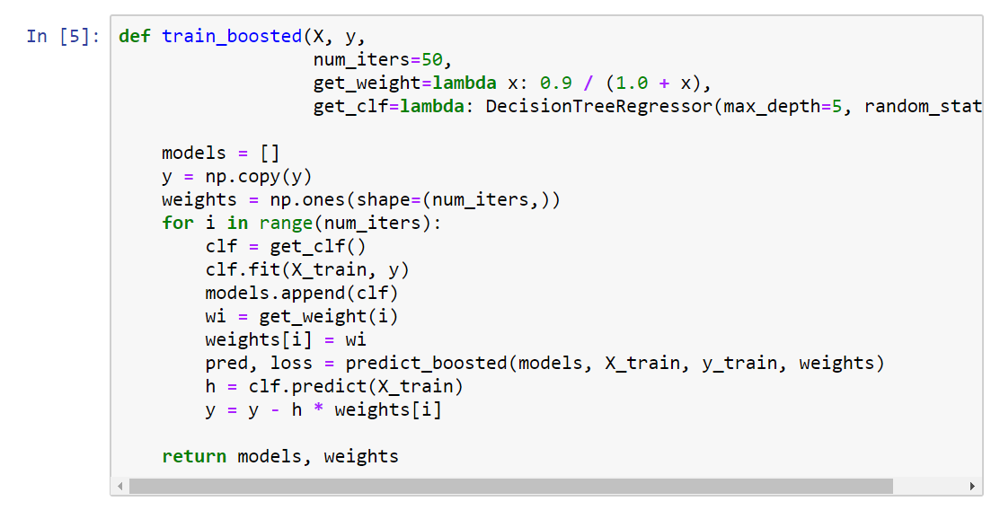 In [5]: def train_boosted(X, y,
                  num_iters=50,
                  get_weight=lambda x: 0.9 / (1.0 + x),
                  get_clf=lambda: DecisionTreeRegressor(max_depth=5, random_stat
    models = []
    y = np.copy(y)
    weights = np.ones(shape=(num_iters,))
    for i in range(num_iters):
        clf = get_clf()
        clf.fit(X_train, y)
        models.append(clf)
        wi = get_weight(i)
        weights[i] = wi
        pred, loss = predict_boosted(models, X_train, y_train, weights)
        h = clf.predict(X_train)
        y = y - h * weights[i]
    return models, weights